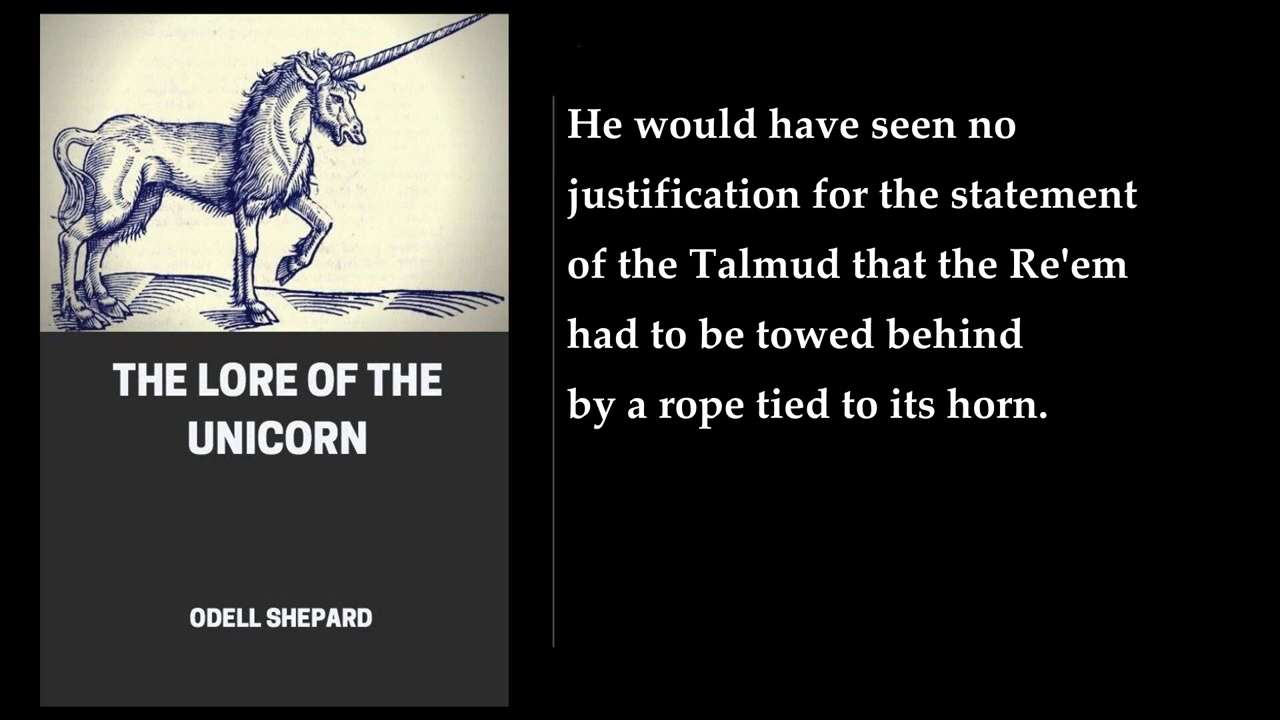 THE LORE OF THE
UNICORN
ODELL SHEPARD
He would have seen no
justification for the statement
of the Talmud that the Re'em
had to be towed behind
by a rope tied to its horn.